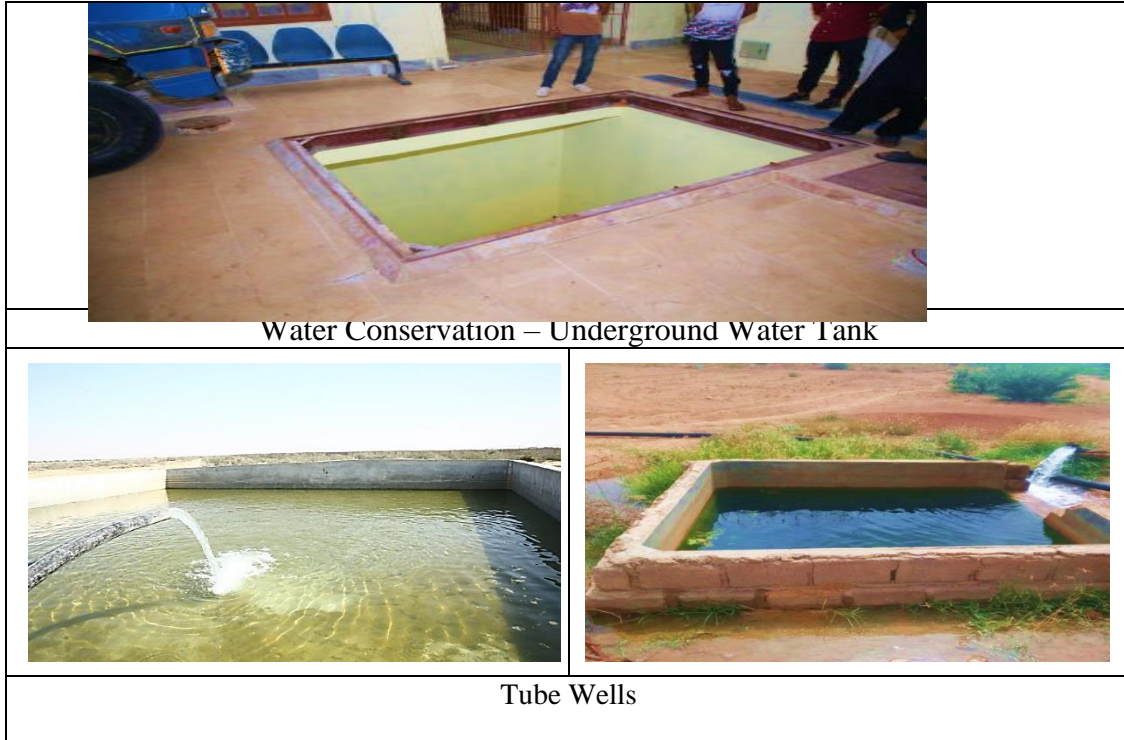 Water Conservation – Underground Water Tank
Tube Wells